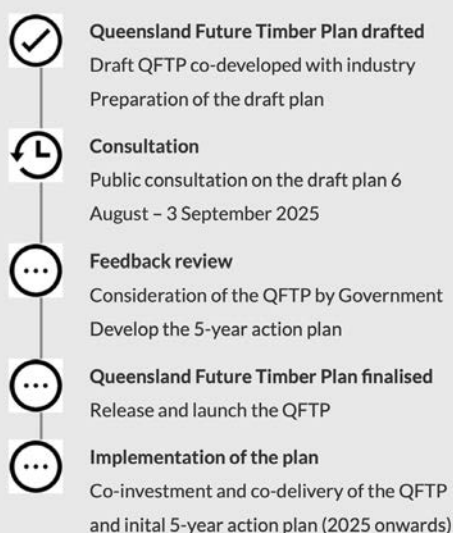 Queensland Future Timber Plan drafted
Draft QFTP co-developed with industry
Preparation of the draft plan
Consultation
Public consultation on the draft plan 6
August – 3 September 2025
Feedback review
Consideration of the QFTP by Government
Develop the 5-year action plan
Queensland Future Timber Plan finalised
Release and launch the QFTP
Implementation of the plan
Co-investment and co-delivery of the QFTP
and inital 5-year action plan (2025 onwards)